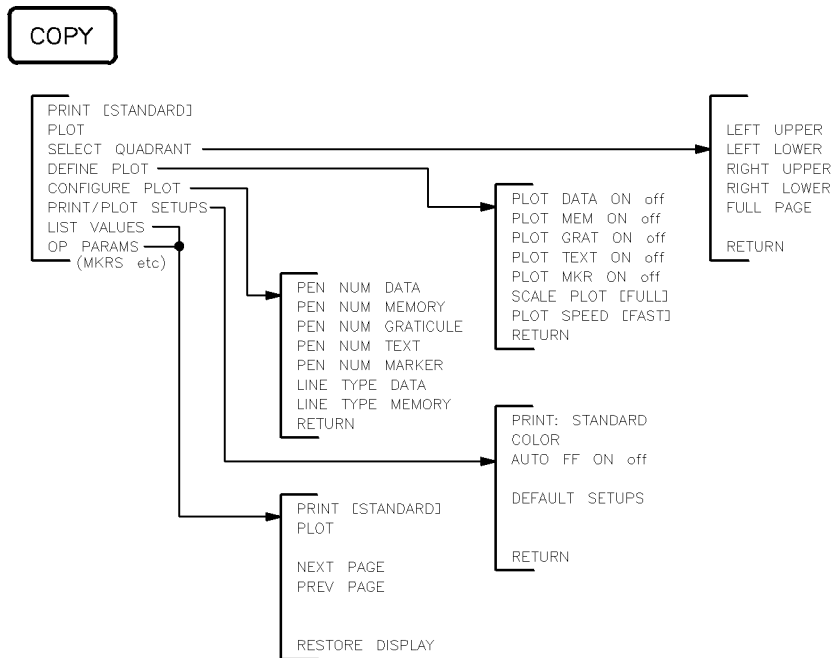 COPY
PRINT [STANDARD]
PLOT
SELECT QUADRANT
DEFINE PLOT
CONFIGURE PLOT
PRINT/PLOT SETUPS
LIST VALUES
OP PARAMS
(MKRS etc)
LEFT UPPER
LEFT LOWER
RIGHT UPPER
RIGHT LOWER
FULL PAGE
RETURN
PLOT DATA ON off
PLOT MEM ON off
PLOT GRAT ON off
PLOT TEXT ON off
PLOT MKR ON off
SCALE PLOT [FULL]
PLOT SPEED [FAST]
RETURN
PEN NUM DATA
PEN NUM MEMORY
PEN NUM GRATICULE
PEN NUM TEXT
PEN NUM MARKER
LINE TYPE DATA
LINE TYPE MEMORY
RETURN
PRINT: STANDARD
COLOR
AUTO FF ON off
DEFAULT SETUPS
RETURN
PRINT [STANDARD]
PLOT
NEXT PAGE
PREV PAGE
RESTORE DISPLAY